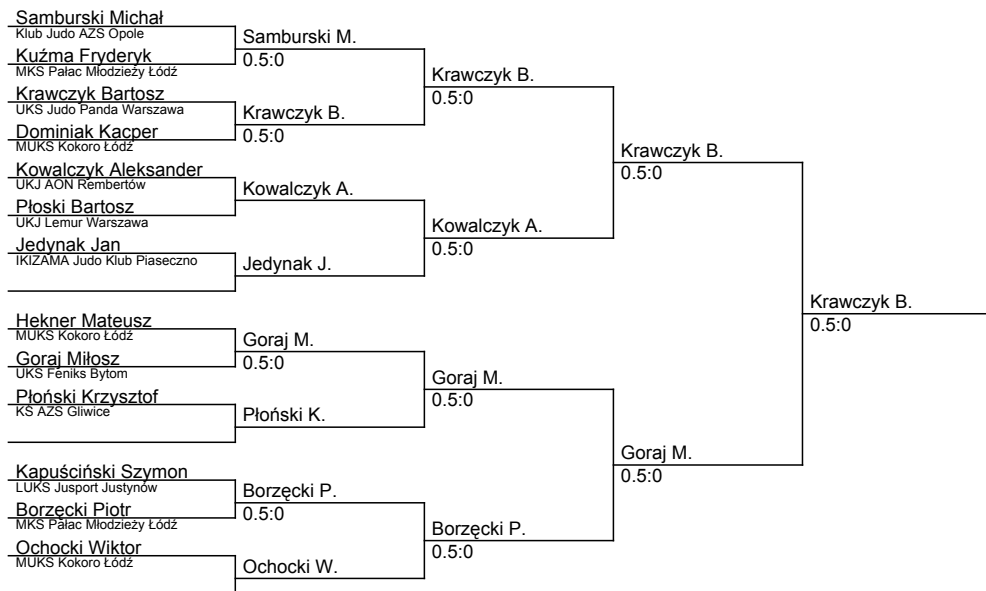 Samburski Michał
Klub Judo AZS Opole
Kuźma Fryderyk
MKS Pałac Młodzieży Łódź
Krawczyk Bartosz
UKS Judo Panda Warszawa
Dominiak Kacper
MUKS Kokoro Łódź
Kowalczyk Aleksander
UKJ AON Rembertów
Płoski Bartosz
UKJ Lemur Warszawa
Jedynak Jan
IKIZAMA Judo Klub Piaseczno
Hekner Mateusz
MUKS Kokoro Łódź
Goraj Miłosz
UKS Feniks Bytom
Płoński Krzysztof
KS AZS Gliwice
Kapuściński Szymon
LUKS Jusport Justynów
Borzęcki Piotr
MKS Pałac Młodzieży Łódź
Ochocki Wiktor
MUKS Kokoro Łódź
Samburski M.
0.5:0
Krawczyk B.
0.5:0
Kowalczyk A.
Jedynak J.
Goraj M.
0.5:0
Płoński K.
Borzęcki P.
0.5:0
Ochocki W.
Krawczyk B.
0.5:0
Kowalczyk A.
0.5:0
Goraj M.
0.5:0
Borzęcki P.
0.5:0
Krawczyk B.
0.5:0
Goraj M.
0.5:0
Krawczyk B.
0.5:0